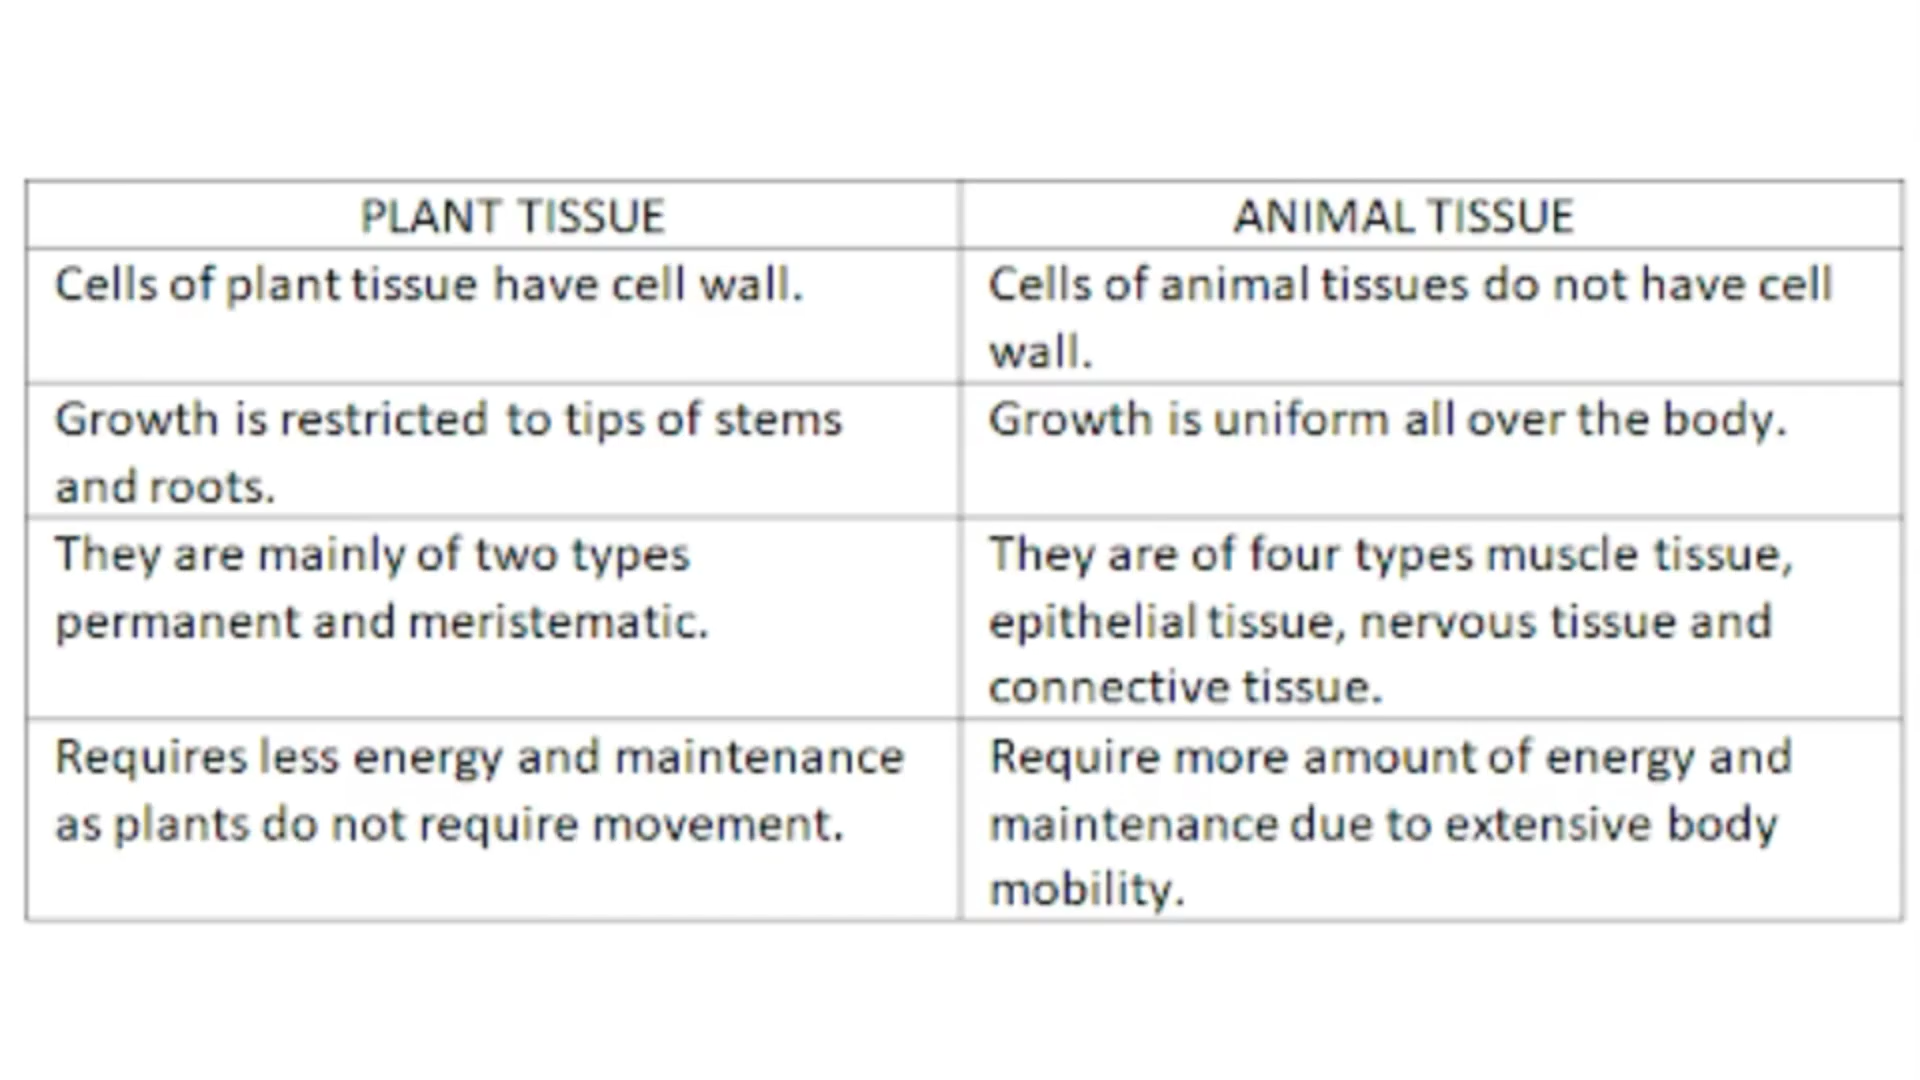 PLANT TISSUE
ANIMAL TISSUE
Cells of plant tissue have cell wall.
Cells of animal tissues do not have cell
wall.
Growth is restricted to tips of stems
and roots.
Growth is uniform all over the body.
They are mainly of two types
permanent and meristematic.
They are of four types muscle tissue,
epithelial tissue, nervous tissue and
connective tissue.
Requires less energy and maintenance
as plants do not require movement.
Require more amount of energy and
maintenance due to extensive body
mobility.